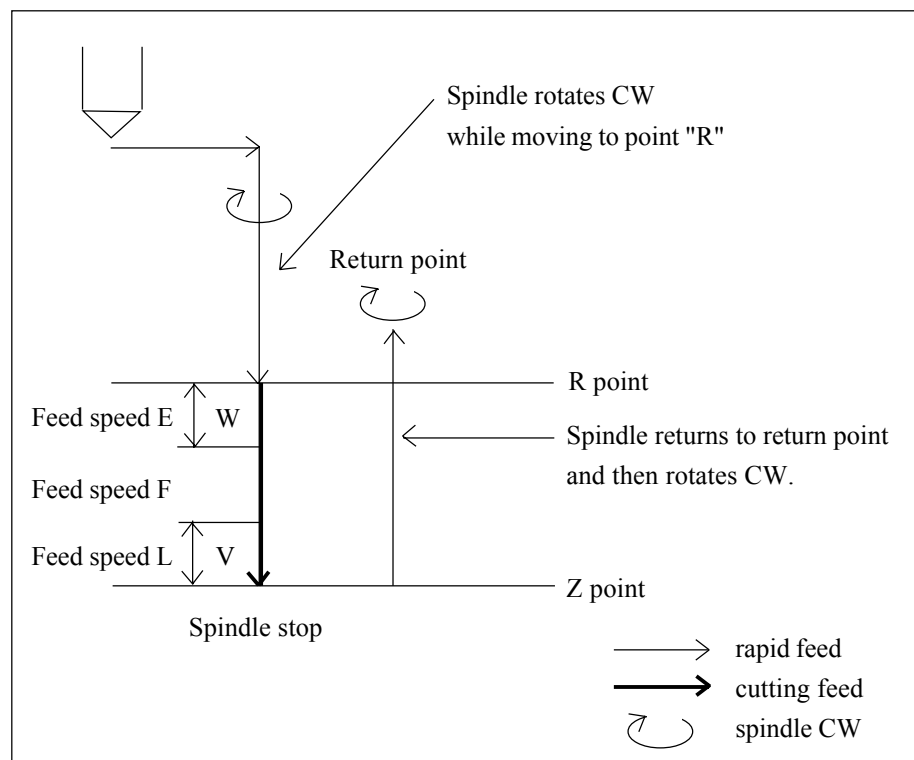 Spindle rotates CW
while moving to point "R"
Return point
R point
Feed speed E
W
Spindle returns to return point
and then rotates CW.
Feed speed F
Feed speed L
V
Z point
Spindle stop
rapid feed
cutting feed
spindle CW